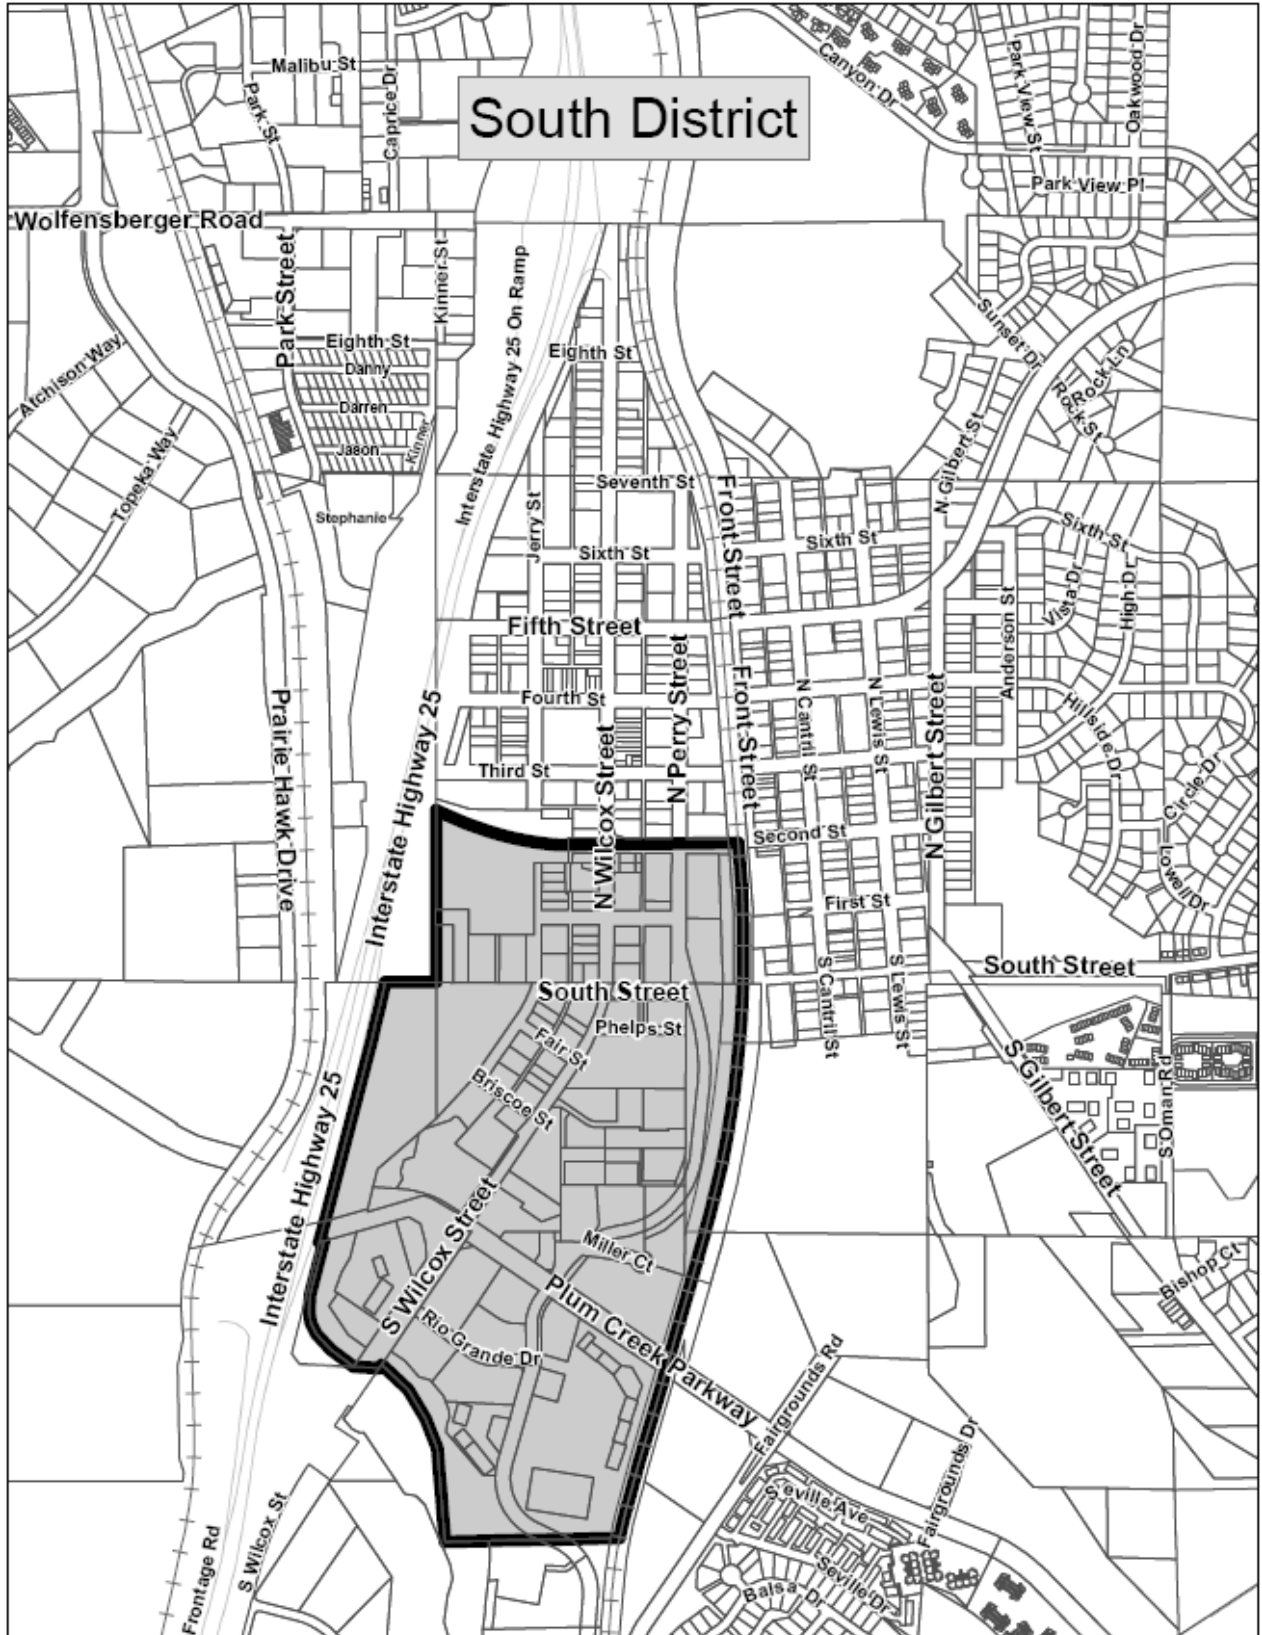 South District
Malibu St
Park St
Caprice Dr
Canyon Dr
Park View St
Oakwood Dr
Park View Pl
Wolfensberger Road
Park Street
Kinner St
Interstate Highway 25 On Ramp
Eighth St
Danny
Darren
Jason
Kinner
Stephanie
Atchison Way
Topeka Way
Eighth St
Sunset Dr
Rock Ln
Rock St
N Gilbert St
Seventh St
Jerry St
Sixth St
Front Street
Sixth St
Sixth St
Vista Dr
High Dr
Anderson St
Fifth Street
Fourth St
Third St
N Wilcox Street
N Perry Street
Front Street
N Cantril St
N Lewis St
N Gilbert Street
Hillside Dr
Circle Dr
Lowell Dr
Prairie Hawk Drive
Interstate Highway 25
Second St
First St
South Street
S Cantril St
S Lewis St
South Street
Phelps St
Fair St
Briscoe St
S Gilbert Street
S Oman Rd
Interstate Highway 25
S Wilcox Street
Miller Ct
Plum Creek Parkway
Rio Grande Dr
Bishop Ct
Fairgrounds Rd
Fairgrounds Dr
Seville Ave
Seville Dr
Balsa Dr
S Wilcox St
Frontage Rd